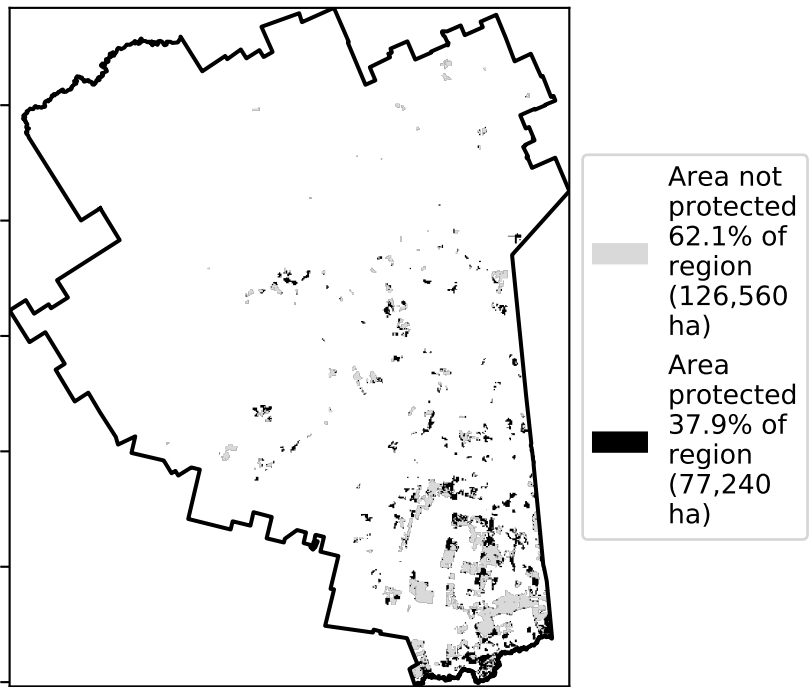 Area not
protected
62.1% of
region
(126,560
ha)
Area
protected
37.9% of
region
(77,240
ha)